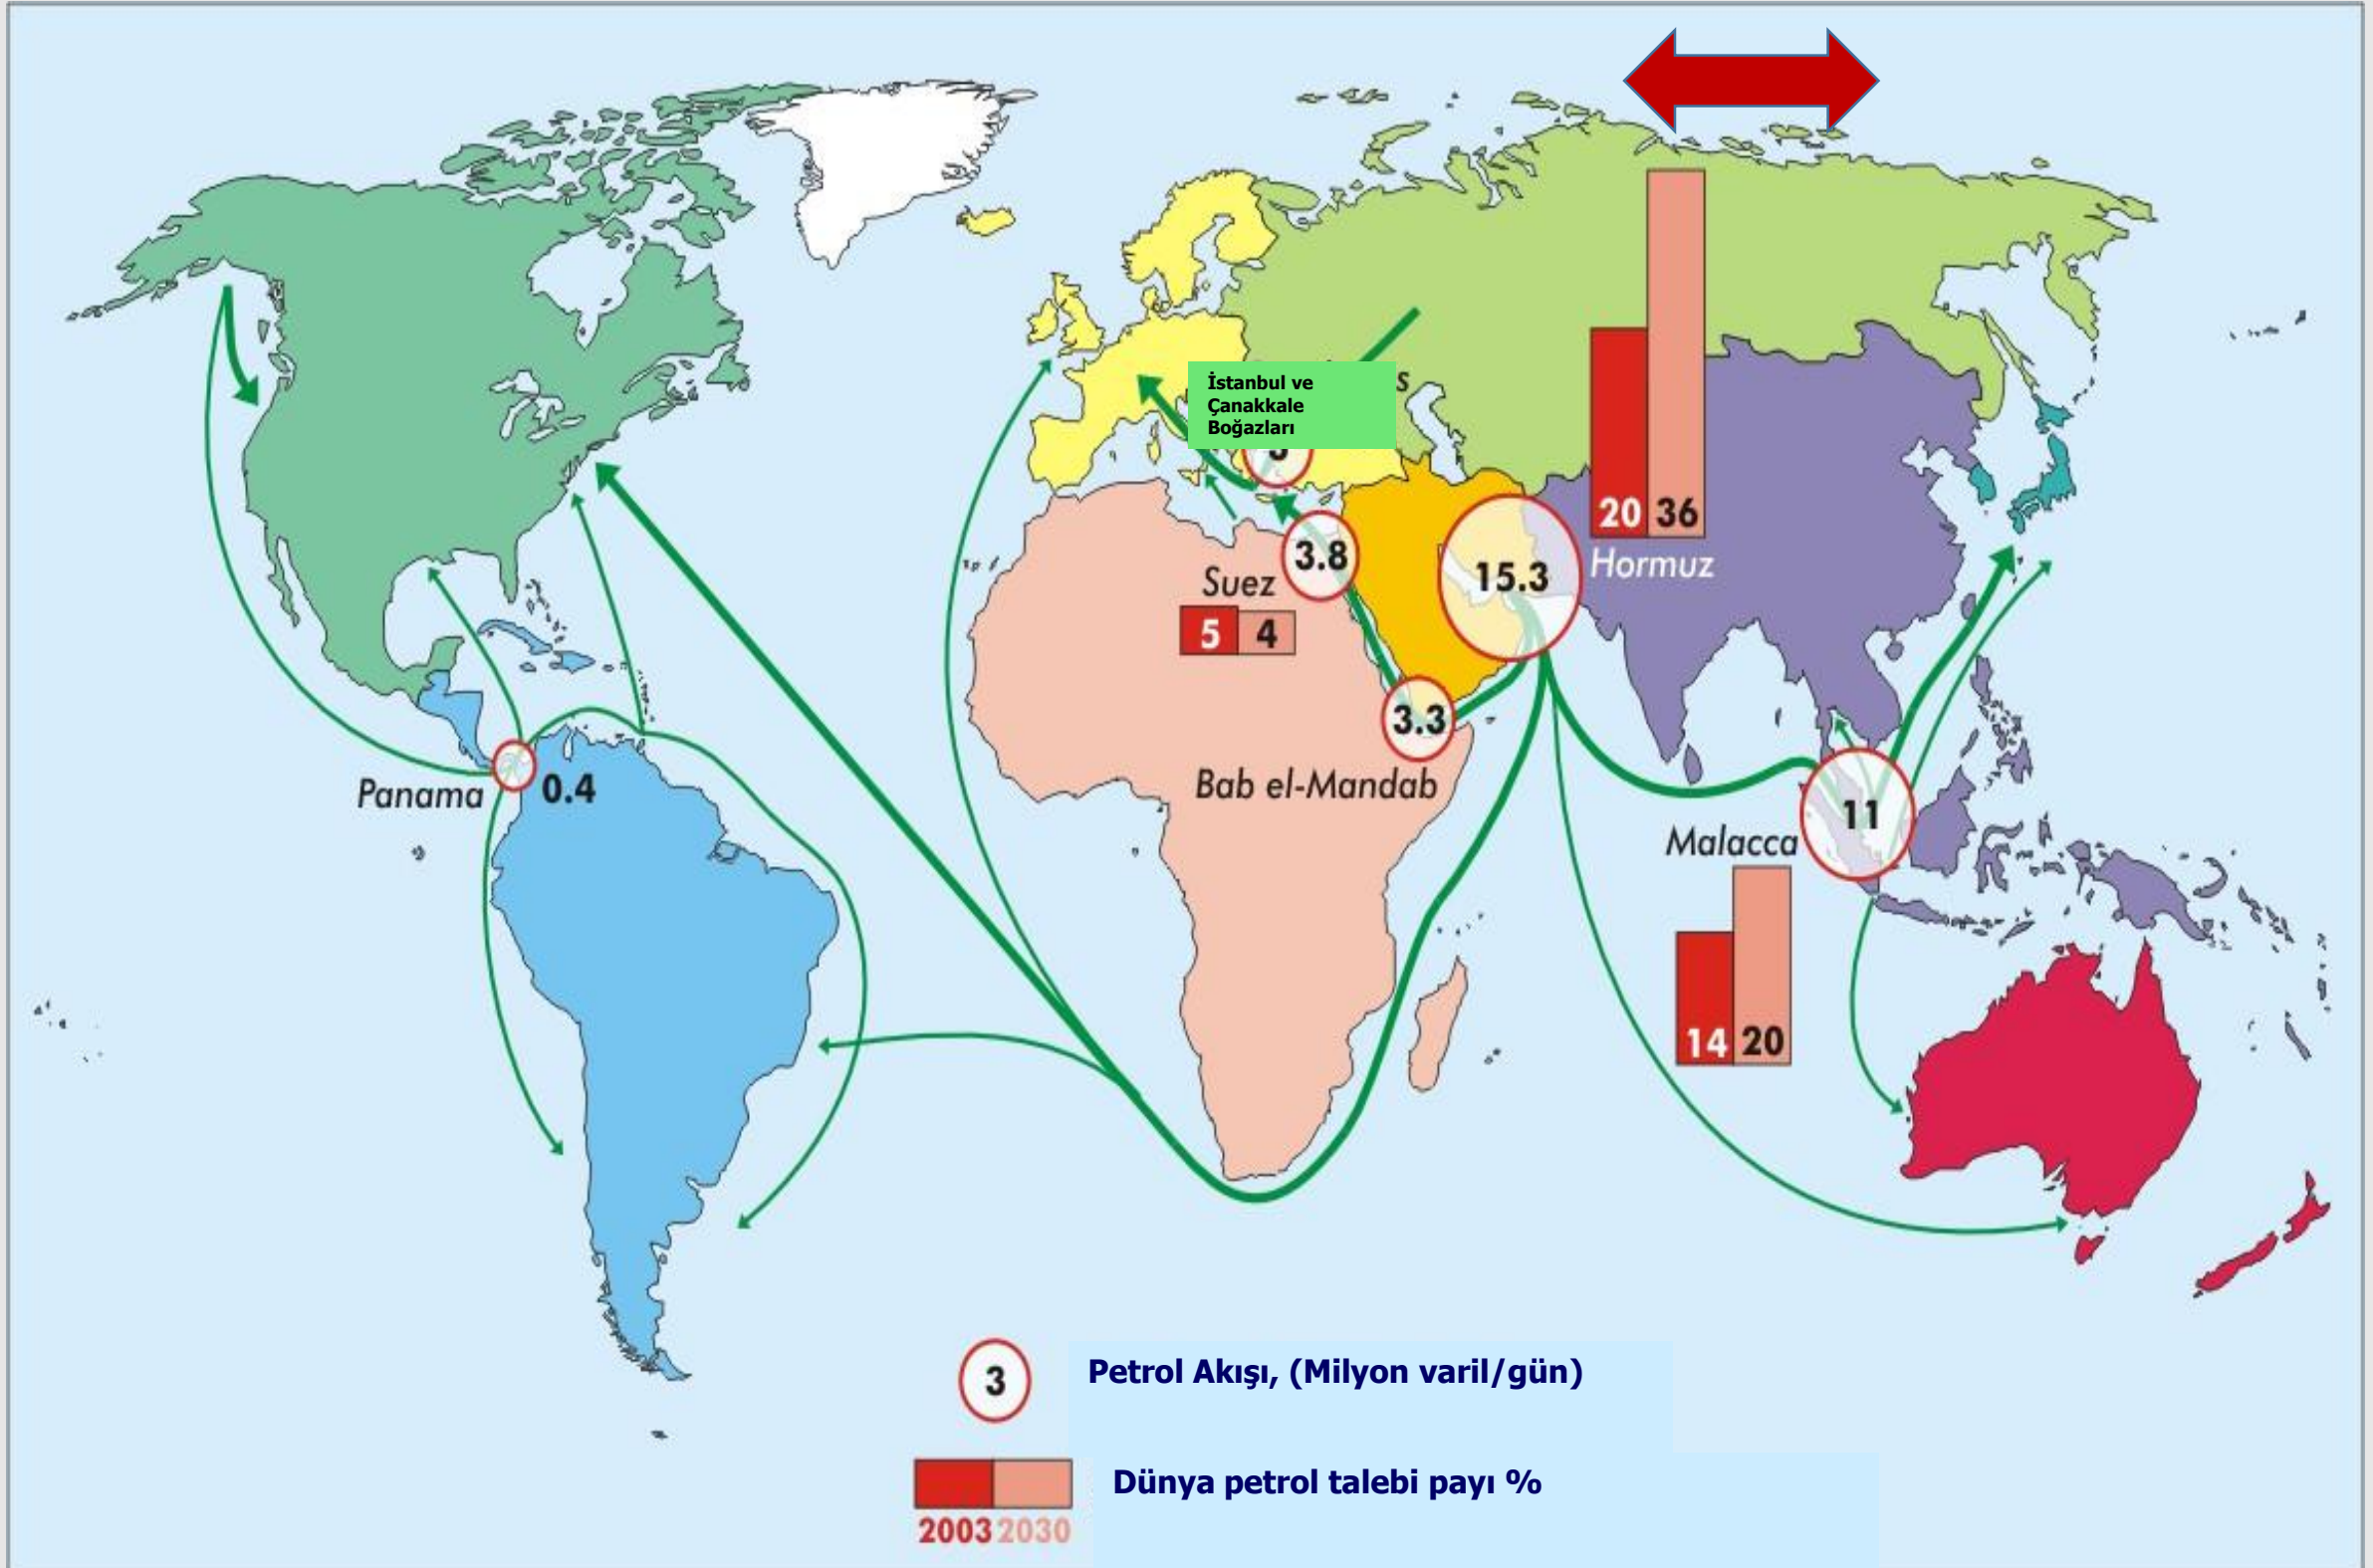 İstanbul ve
Çanakkale
Boğazları
s
3.8
15.3
20 36
Hormuz
Suez
5 4
3.3
Bab el-Mandab
Panama
0.4
11
Malacca
14 20
3
Petrol Akışı, (Milyon varil/gün)
Dünya petrol talebi payı %
2003 2030